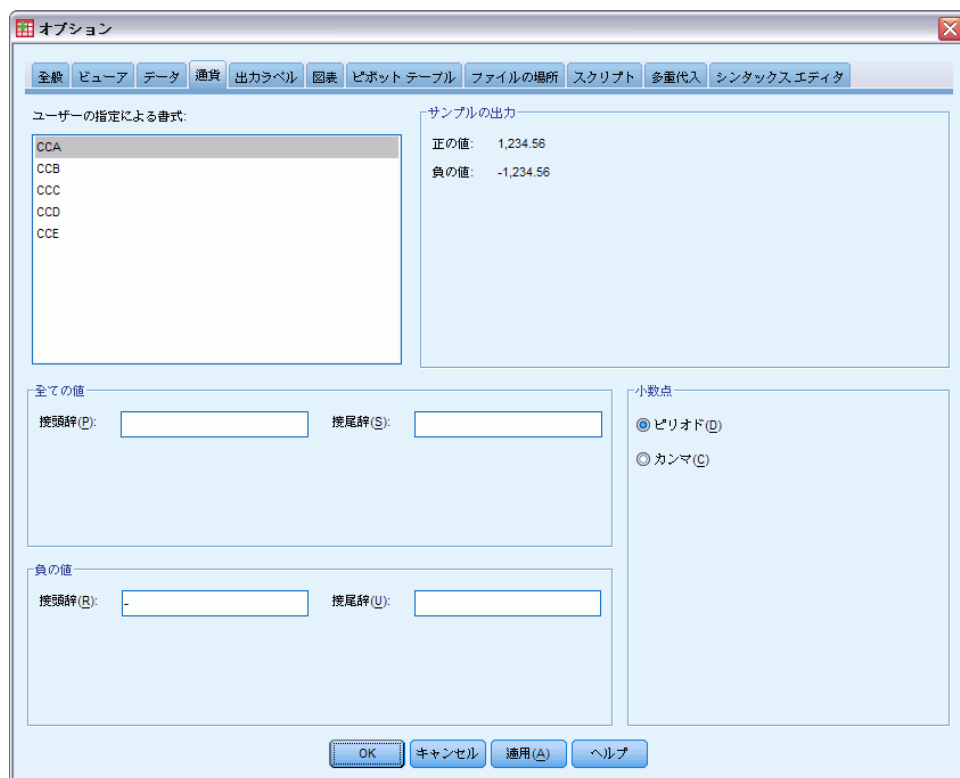 オプション
全般 ビューア データ 通貨 出力ラベル 図表 ピボット テーブル ファイルの場所 スクリプト 多重代入 シンタックス エディタ
ユーザーの指定による書式:
CCA
CCB
CCC
CCD
CCE
サンプルの出力
正の値: 1,234.56
負の値: -1,234.56
全ての値
接頭辞(P): 接尾辞(S):
小数点
ピリオド(D)
カンマ(C)
負の値
接頭辞(R): - 接尾辞(U):
OK キャンセル 適用(A) ヘルプ